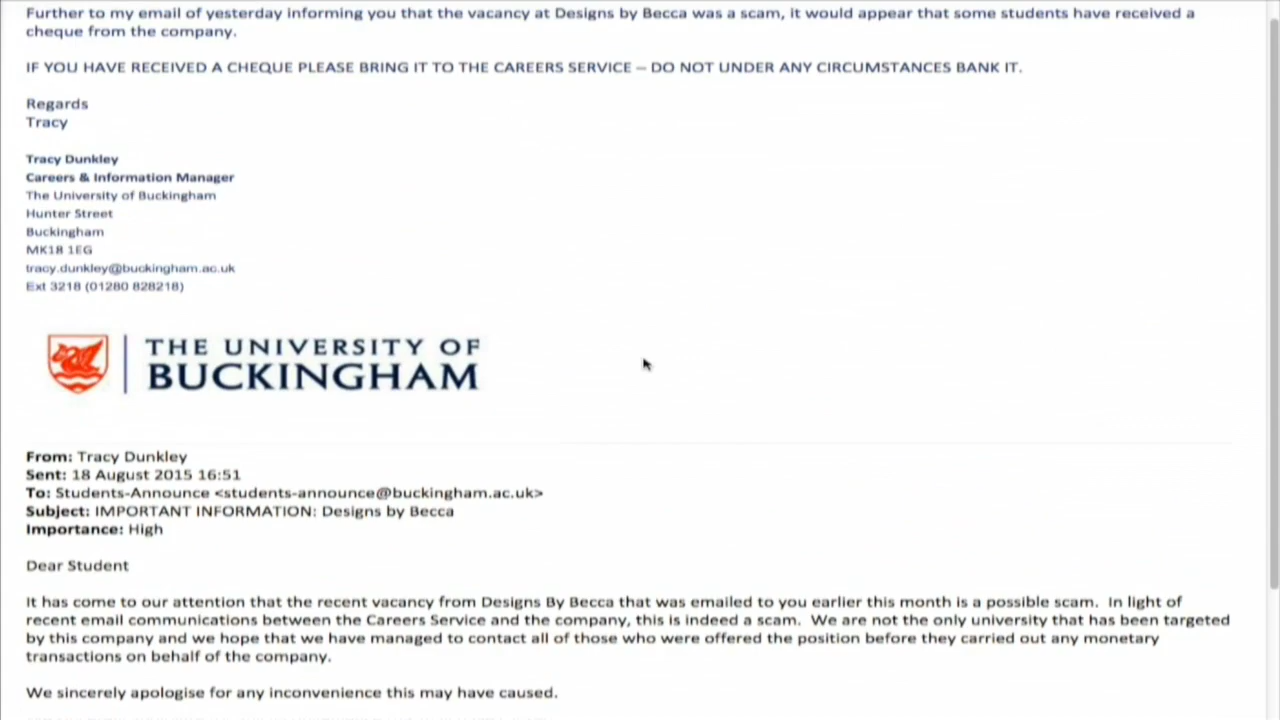 Further to my email of yesterday informing you that the vacancy at Designs by Becca was a scam, it would appear that some students have received a
cheque from the company.
IF YOU HAVE RECEIVED A CHEQUE PLEASE BRING IT TO THE CAREERS SERVICE – DO NOT UNDER ANY CIRCUMSTANCES BANK IT.
Regards
Tracy
Tracy Dunkley
Careers & Information Manager
The University of Buckingham
Hunter Street
Buckingham
MK18 1EG
tracy.dunkley@buckingham.ac.uk
Ext 3218 (01280 828218)
THE UNIVERSITY OF
BUCKINGHAM
From: Tracy Dunkley
Sent: 18 August 2015 16:51
To: Students-Announce <students-announce@buckingham.ac.uk>
Subject: IMPORTANT INFORMATION: Designs by Becca
Importance: High
Dear Student
It has come to our attention that the recent vacancy from Designs By Becca that was emailed to you earlier this month is a possible scam.  In light of
recent email communications between the Careers Service and the company, this is indeed a scam.  We are not the only university that has been targeted
by this company and we hope that we have managed to contact all of those who were offered the position before they carried out any monetary
transactions on behalf of the company.
We sincerely apologise for any inconvenience this may have caused.